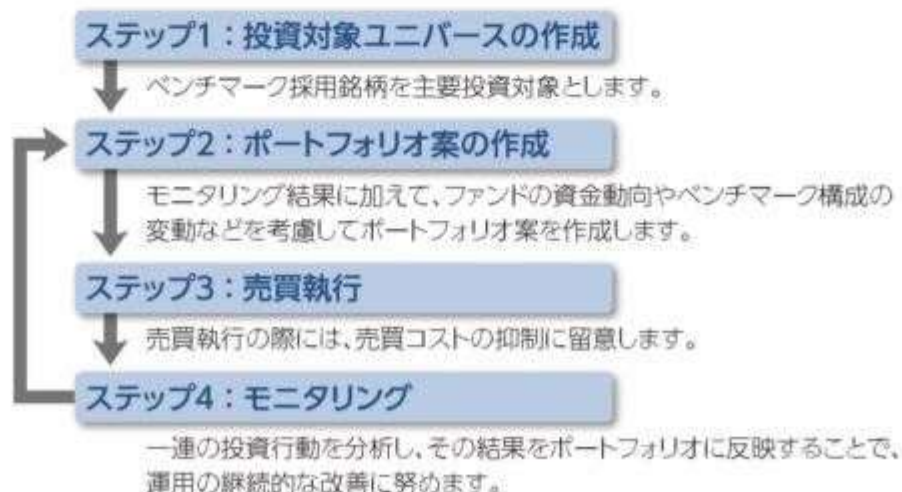 ステップ1：投資対象ユニバースの作成
ベンチマーク採用銘柄を主要投資対象とします。
ステップ2：ポートフォリオ案の作成
モニタリング結果に加えて、ファンドの資金動向やベンチマーク構成の
変動などを考慮してポートフォリオ案を作成します。
ステップ3：売買執行
売買執行の際には、売買コストの抑制に留意します。
ステップ4：モニタリング
一連の投資行動を分析し、その結果をポートフォリオに反映することで、
運用の継続的な改善に努めます。